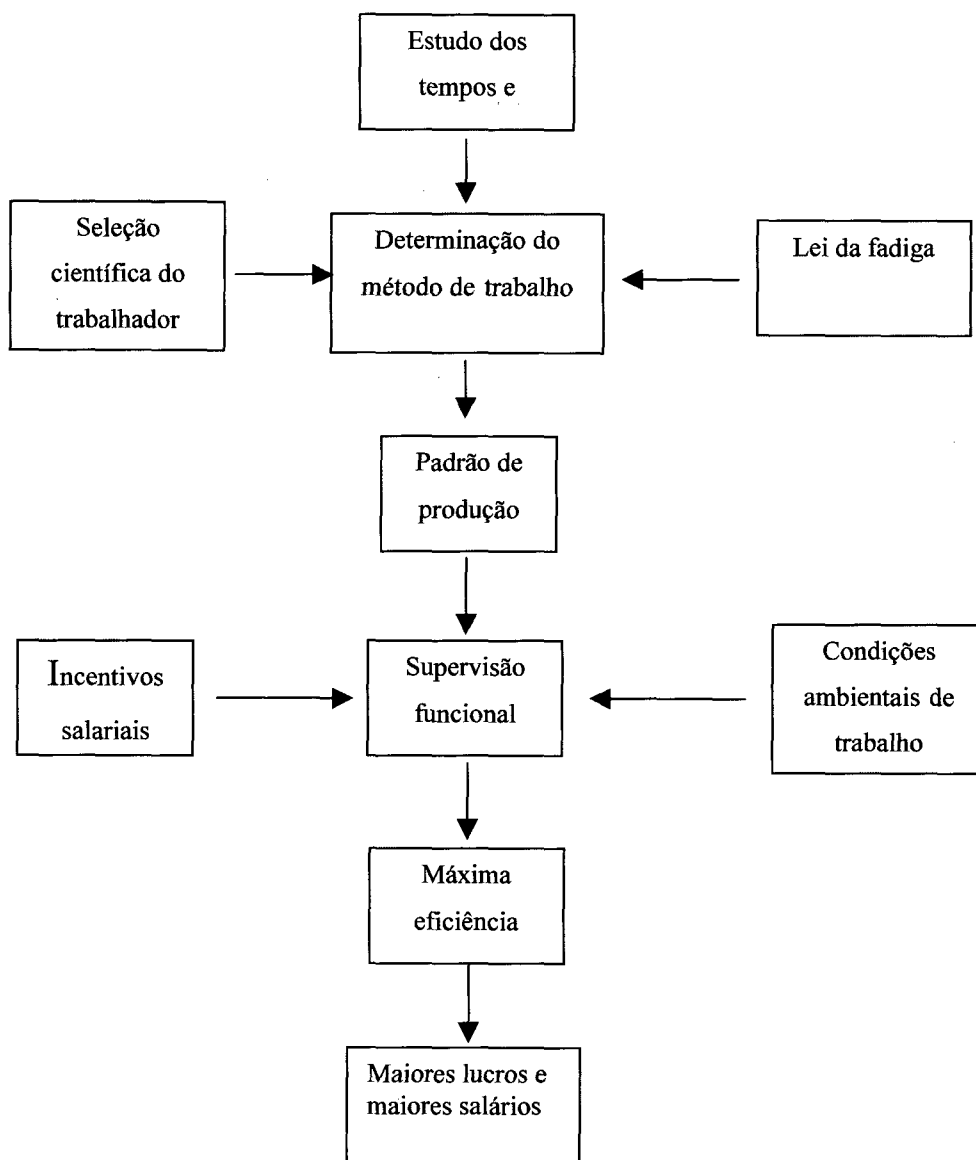 Estudo dos
tempos e
Seleção
científica do
trabalhador
Determinação do
método de trabalho
Lei da fadiga
Padrão de
produção
Incentivos
salariais
Supervisão
funcional
Condições
ambientais de
trabalho
Máxima
eficiência
Maiores lucros e
maiores salários